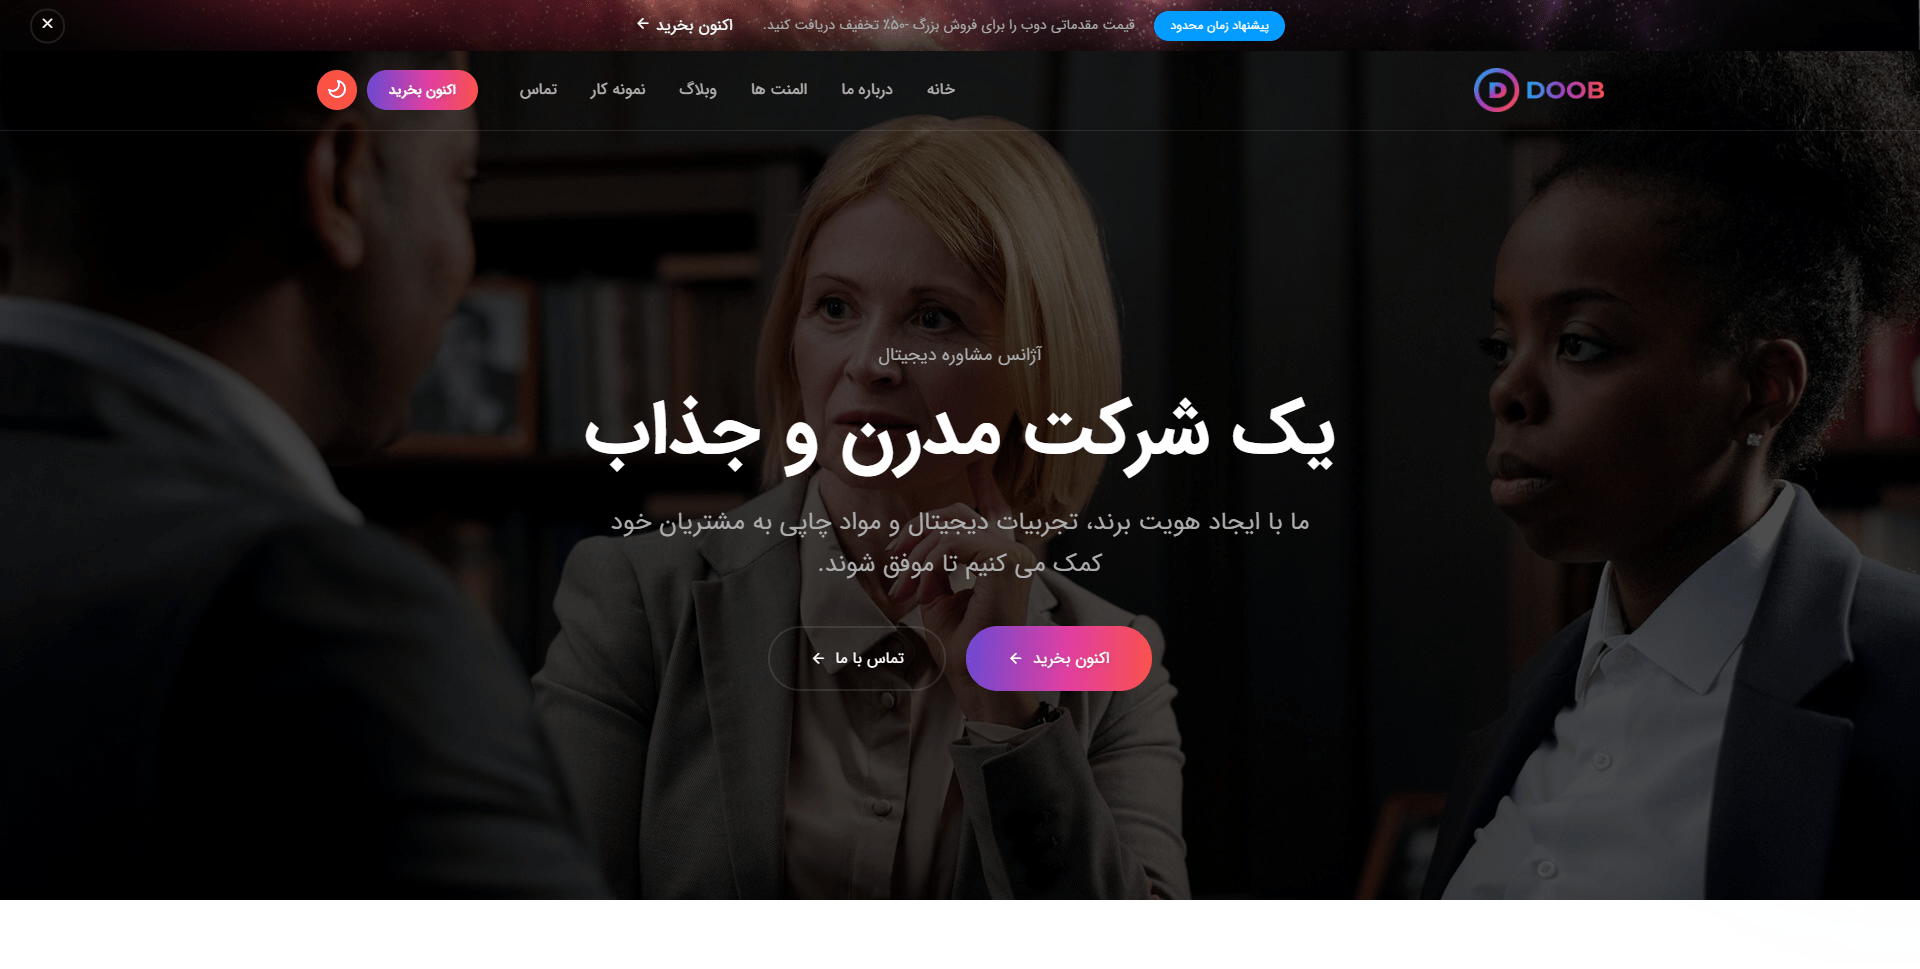 پیشنهاد زمان محدود
قیمت مقدماتی دوب را برای فروش بزرگ -50٪ تخفیف دریافت کنید.
اکنون بخرید
D DOOB
خانه
درباره ما
المنت ها
وبلاگ
نمونه کار
تماس
اکنون بخرید
آژانس مشاوره دیجیتال
یک شرکت مدرن و جذاب
ما با ایجاد هویت برند، تجربیات دیجیتال و مواد چاپی به مشتریان خود
کمک می کنیم تا موفق شوند.
اکنون بخرید
تماس با ما